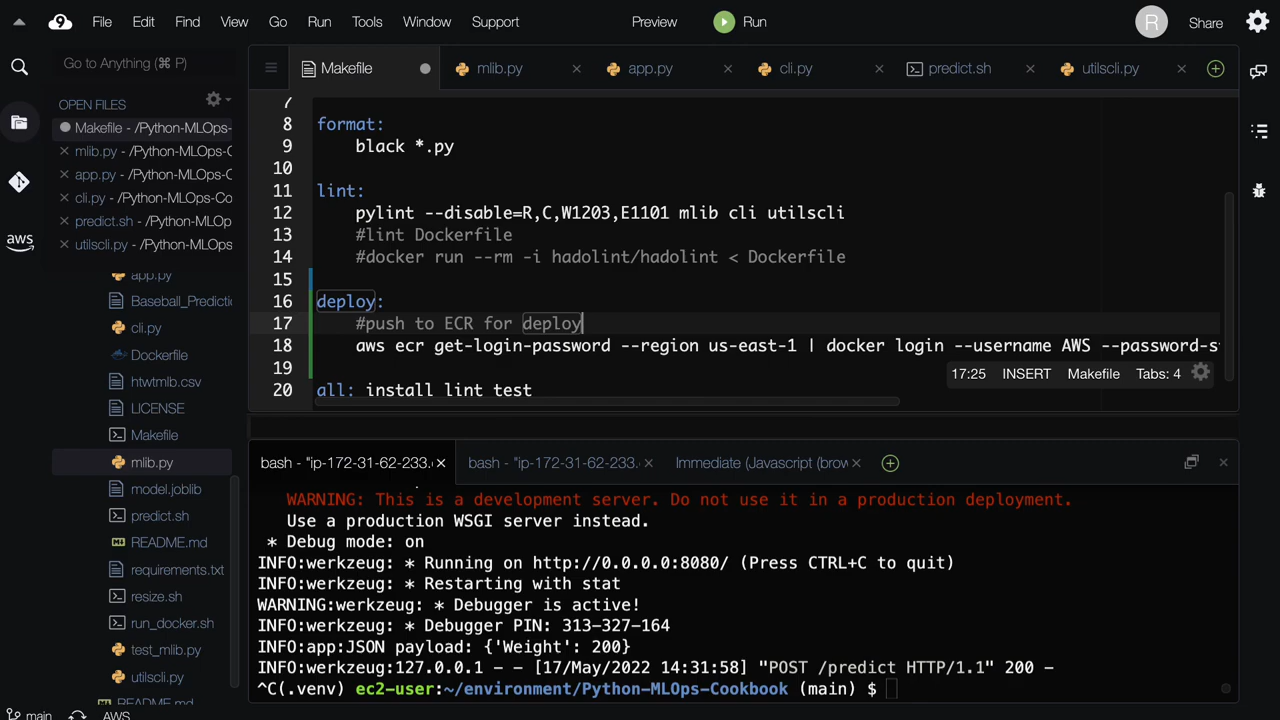 File Edit Find View Go Run Tools Window Support Preview Run R Share
Go to Anything (⌘ P)
Makefile mlib.py app.py cli.py predict.sh utilscli.py
OPEN FILES
Makefile - /Python-MLOps-
mlib.py - /Python-MLOps-C
app.py - /Python-MLOps-C
cli.py - /Python-MLOps-Co
predict.sh - /Python-MLOp
utilscli.py - /Python-MLOps
aws
app.py
Baseball_Predictio
cli.py
Dockerfile
htwtmlb.csv
LICENSE
Makefile
mlib.py
model.joblib
predict.sh
README.md
requirements.txt
resize.sh
run_docker.sh
test_mlib.py
utilscli.py
README.md
main AWS
7
8 format:
9 black *.py
10
11 lint:
12 pylint --disable=R,C,W1203,E1101 mlib cli utilscli
13 #lint Dockerfile
14 #docker run --rm -i hadolint/hadolint < Dockerfile
15
16 deploy:
17 #push to ECR for deploy
18 aws ecr get-login-password --region us-east-1 | docker login --username AWS --password-st
19
20 all: install lint test
17:25 INSERT Makefile Tabs: 4
bash - "ip-172-31-62-233. bash - "ip-172-31-62-233. Immediate (Javascript (brow
WARNING: This is a development server. Do not use it in a production deployment.
Use a production WSGI server instead.
* Debug mode: on
INFO:werkzeug: * Running on http://0.0.0.0:8080/ (Press CTRL+C to quit)
INFO:werkzeug: * Restarting with stat
WARNING:werkzeug: * Debugger is active!
INFO:werkzeug: * Debugger PIN: 313-327-164
INFO:app:JSON payload: {'Weight': 200}
INFO:werkzeug:127.0.0.1 - - [17/May/2022 14:31:58] "POST /predict HTTP/1.1" 200 -
^C(.venv) ec2-user:~/environment/Python-MLOps-Cookbook (main) $